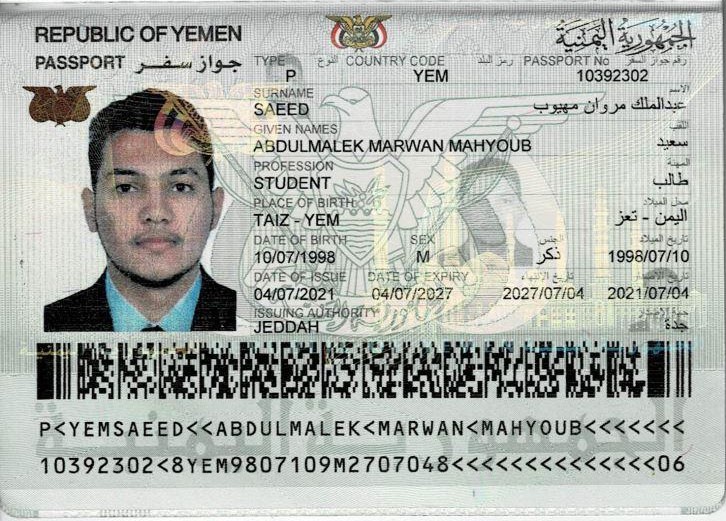 REPUBLIC OF YEMEN
الجمهورية اليمنية
PASSPORT جواز سفر
TYPE النوع COUNTRY CODE رمز البلد PASSPORT No رقم جواز السفر
P YEM 10392302
SURNAME الاسم
SAEED عبدالملك مروان مهيوب
GIVEN NAMES اللقب
ABDULMALEK MARWAN MAHYOUB سعيد
PROFESSION المهنة
STUDENT طالب
PLACE OF BIRTH محل الميلاد
TAIZ - YEM اليمن - تعز
DATE OF BIRTH SEX الجنس تاريخ الميلاد
10/07/1998 M ذكر 1998/07/10
DATE OF ISSUE DATE OF EXPIRY تاريخ الانتهاء
04/07/2021 04/07/2027 2027/07/04 2021/07/04
ISSUING AUTHORITY
JEDDAH جدة
P<YEMSAEED<<ABDULMALEK<MARWAN<MAHYOUB<<<<<<<
10392302<8YEM9807109M2707048<<<<<<<<<<<<<<06